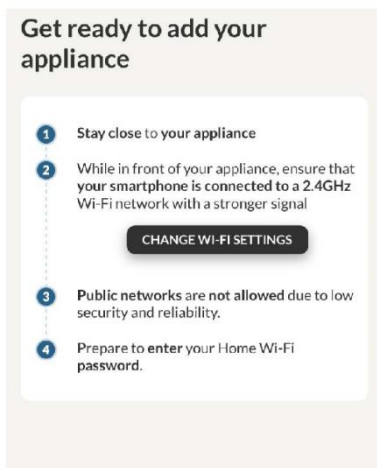 Get ready to add your
appliance
1 Stay close to your appliance
2 While in front of your appliance, ensure that
your smartphone is connected to a 2.4GHz
Wi-Fi network with a stronger signal
CHANGE WI-FI SETTINGS
3 Public networks are not allowed due to low
security and reliability.
4 Prepare to enter your Home Wi-Fi
password.